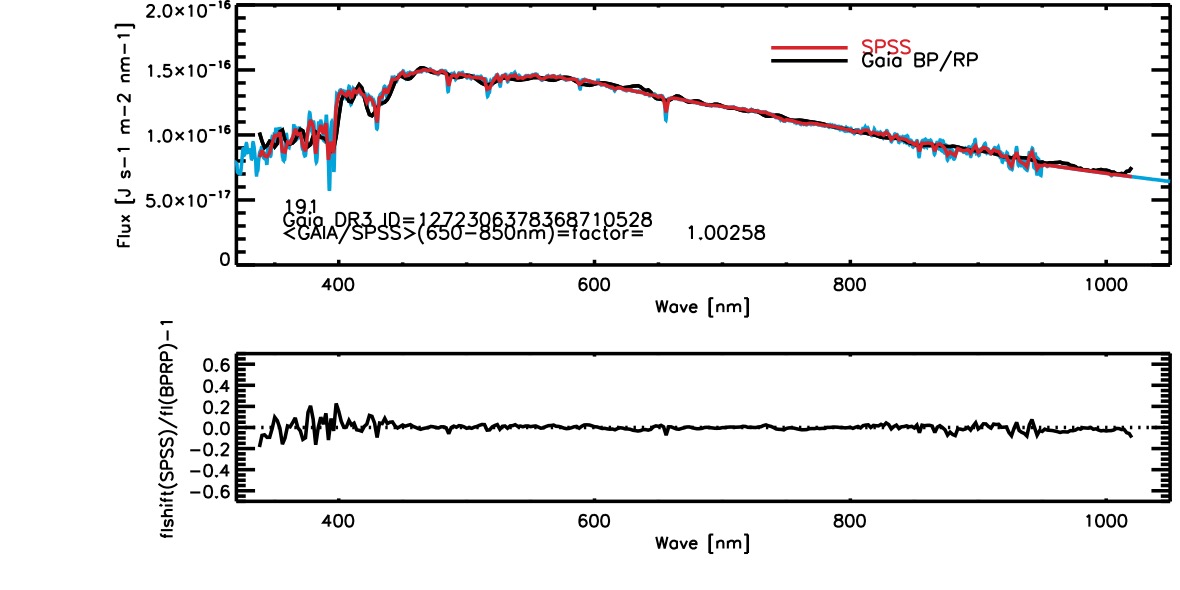 2.0×10−16
1.5×10−16
1.0×10−16
5.0×10−17
0
Flux [J s−1 m−2 nm−1]
SPSS
Gaia BP/RP
191
Gaia DR3 ID=1272306378368710528
<GAIA/SPSS>(650−850nm)=factor= 1.00258
400 600 800 1000
Wave [nm]
flshift(SPSS)/fl(BPRP)−1
0.6
0.4
0.2
0.0
−0.2
−0.4
−0.6
400 600 800 1000
Wave [nm]